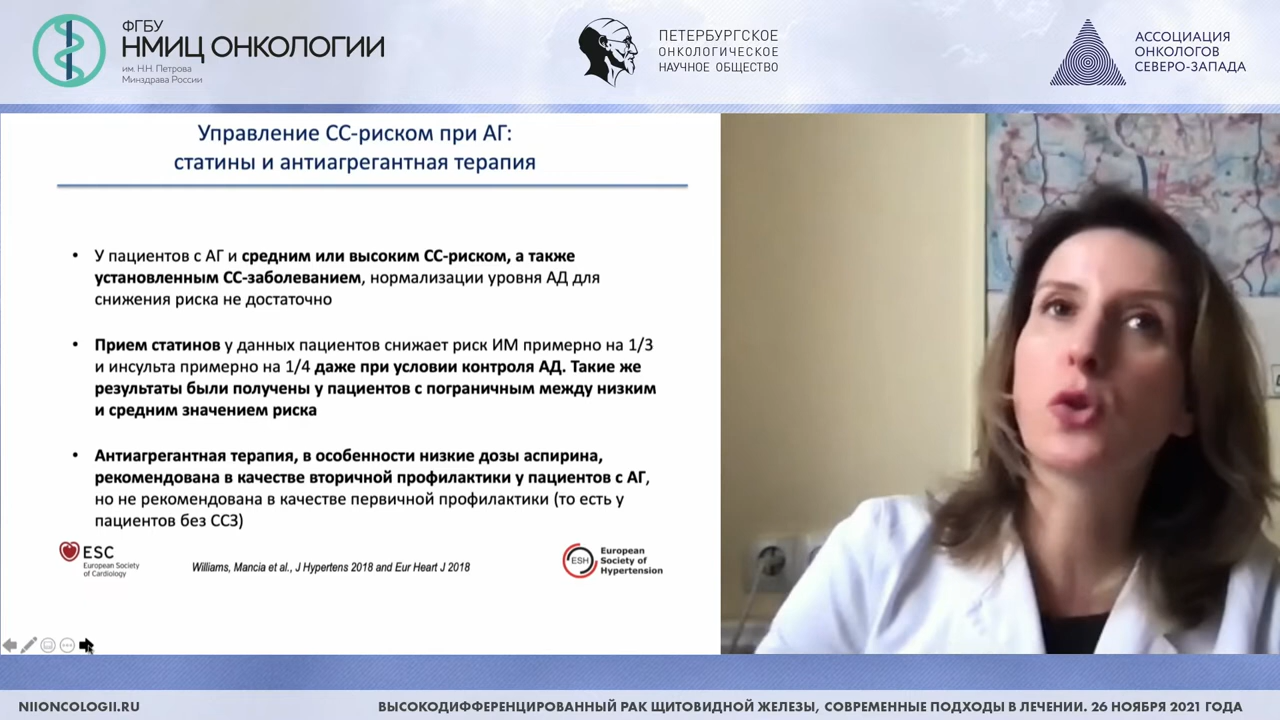 ФГБУ
НМИЦ ОНКОЛОГИИ
им. Н.Н. Петрова
Минздрава России
ПЕТЕРБУРГСКОЕ
ОНКОЛОГИЧЕСКОЕ
НАУЧНОЕ ОБЩЕСТВО
АССОЦИАЦИЯ
ОНКОЛОГОВ
СЕВЕРО-ЗАПАДА
Управление СС-риском при АГ:
статины и антиагрегантная терапия
• У пациентов с АГ и средним или высоким СС-риском, а также
установленным СС-заболеванием, нормализации уровня АД для
снижения риска не достаточно
• Прием статинов у данных пациентов снижает риск ИМ примерно на 1/3
и инсульта примерно на 1/4 даже при условии контроля АД. Такие же
результаты были получены у пациентов с пограничным между низким
и средним значением риска
• Антиагрегантная терапия, в особенности низкие дозы аспирина,
рекомендована в качестве вторичной профилактики у пациентов с АГ,
но не рекомендована в качестве первичной профилактики (то есть у
пациентов без ССЗ)
ESC
European Society
of Cardiology
Williams, Mancia et al., J Hypertens 2018 and Eur Heart J 2018
ESH
European
Society of
Hypertension
NIIONCOLOGII.RU
ВЫСОКОДИФФЕРЕНЦИРОВАННЫЙ РАК ЩИТОВИДНОЙ ЖЕЛЕЗЫ, СОВРЕМЕННЫЕ ПОДХОДЫ В ЛЕЧЕНИИ. 26 НОЯБРЯ 2021 ГОДА